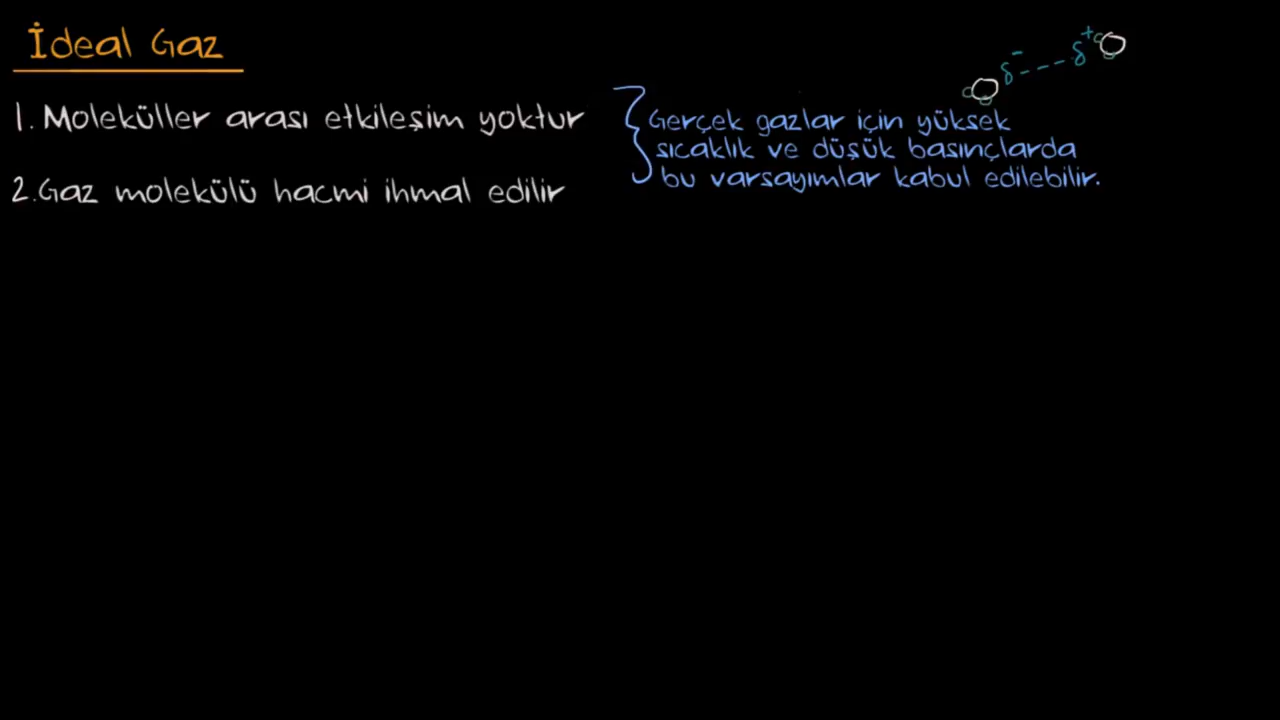 İdeal Gaz
δ⁻ --- δ⁺
1. Moleküller arası etkileşim yoktur
Gerçek gazlar için yüksek
sıcaklık ve düşük basınçlarda
bu varsayımlar kabul edilebilir.
2.Gaz molekülü hacmi ihmal edilir